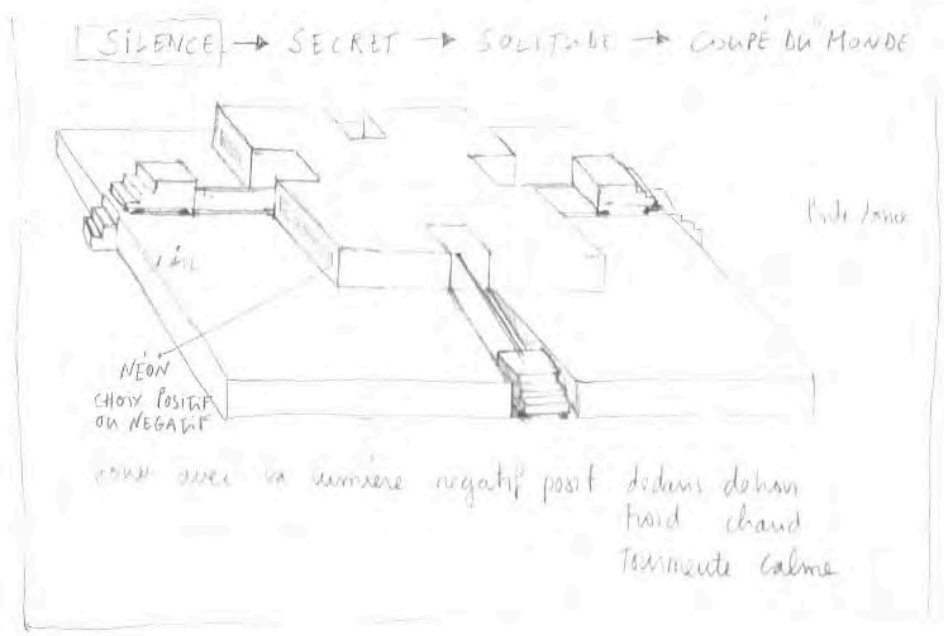 SILENCE → SECRET → SOLITUDE → COUPÉ DU MONDE
NÉON
CHOIX POSITIF
OU NEGATIF
avec la lumière negatif posit dedans dehors
froid chaud
Tourmente calme